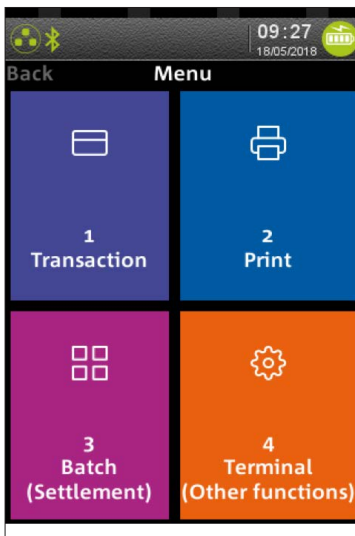 09:27
18/05/2018
Back Menu
1
Transaction
2
Print
3
Batch
(Settlement)
4
Terminal
(Other functions)